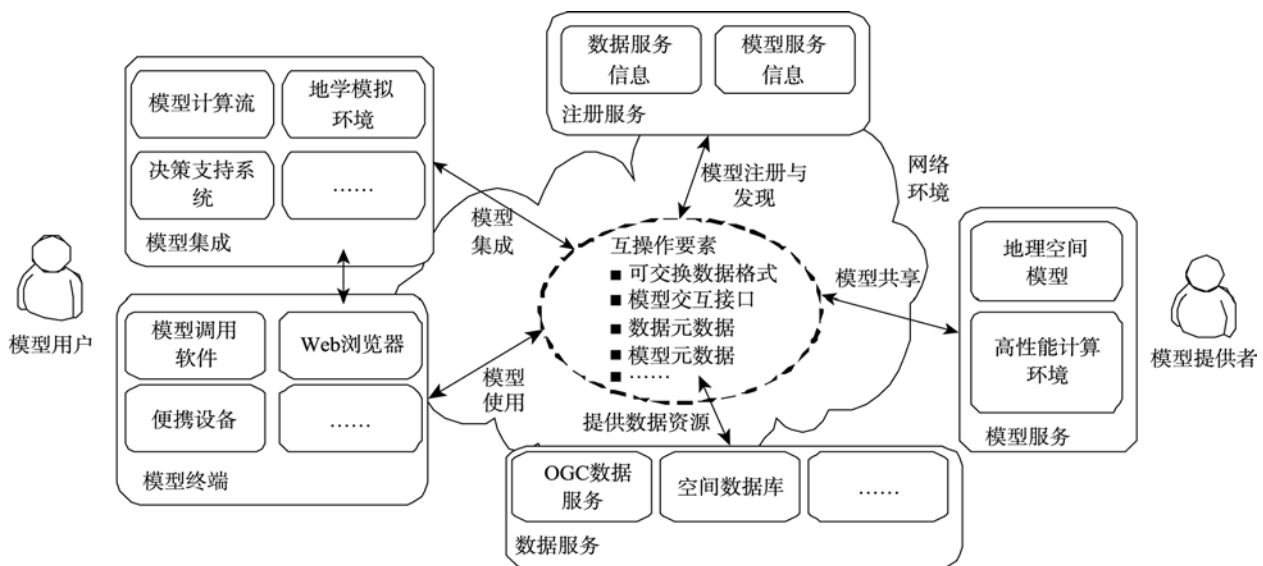 数据服务
信息
模型服务
信息
注册服务
模型计算流
地学模拟
环境
决策支持系
统
……
模型集成
模型注册与
发现
网络
环境
模型
集成
互操作要素
■ 可交换数据格式
■ 模型交互接口
■ 数据元数据
■ 模型元数据
■ ……
模型共享
地理空间
模型
高性能计算
环境
模型服务
模型提供者
模型用户
模型调用
软件
Web浏览器
便携设备
……
模型终端
模型
使用
提供数据资源
OGC数据
服务
空间数据库
……
数据服务